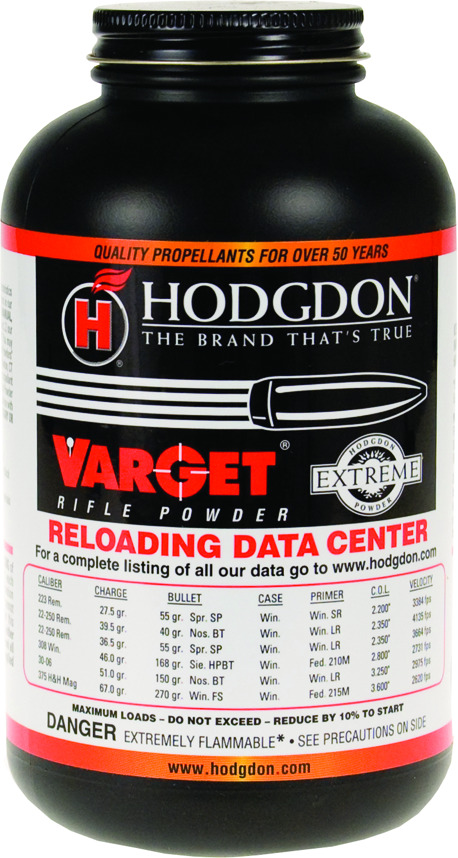 QUALITY PROPELLANTS FOR OVER 50 YEARS
H HODGDON®
THE BRAND THAT'S TRUE
®
VARGET®
RIFLE POWDER
HODGDON
EXTREME
POWDER
RELOADING DATA CENTER
For a complete listing of all our data go to www.hodgdon.com
CALIBER CHARGE BULLET CASE PRIMER C.O.L. VELOCITY
223 Rem. 27.5 gr. 55 gr. Spr. SP Win. Win. SR 2.200" 3384 fps
22-250 Rem. 39.5 gr. 40 gr. Nos. BT Win. Win. LR 2.350" 4135 fps
22-250 Rem. 36.5 gr. 55 gr. Spr. SP Win. Win. LR 2.350" 3664 fps
308 Win. 46.0 gr. 168 gr. Sie. HPBT Win. Fed. 210M 2.800" 2731 fps
30-06 51.0 gr. 150 gr. Nos. BT Win. Win. LR 3.250" 2975 fps
375 H&H Mag 67.0 gr. 270 gr. Win. FS Win. Fed. 215M 3.600" 2620 fps
MAXIMUM LOADS – DO NOT EXCEED – REDUCE BY 10% TO START
DANGER EXTREMELY FLAMMABLE* • SEE PRECAUTIONS ON SIDE
www.hodgdon.com